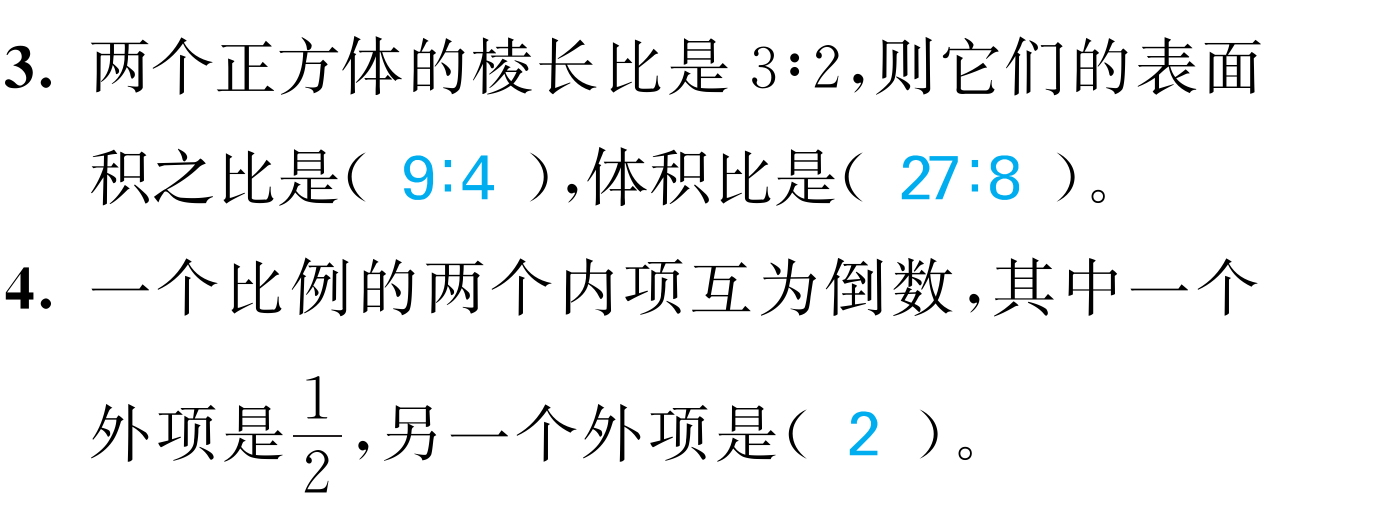 3. 两个正方体的棱长比是 3∶2,则它们的表面
积之比是( 9∶4 ),体积比是( 27∶8 )。
4. 一个比例的两个内项互为倒数,其中一个
外项是1/2,另一个外项是( 2 )。